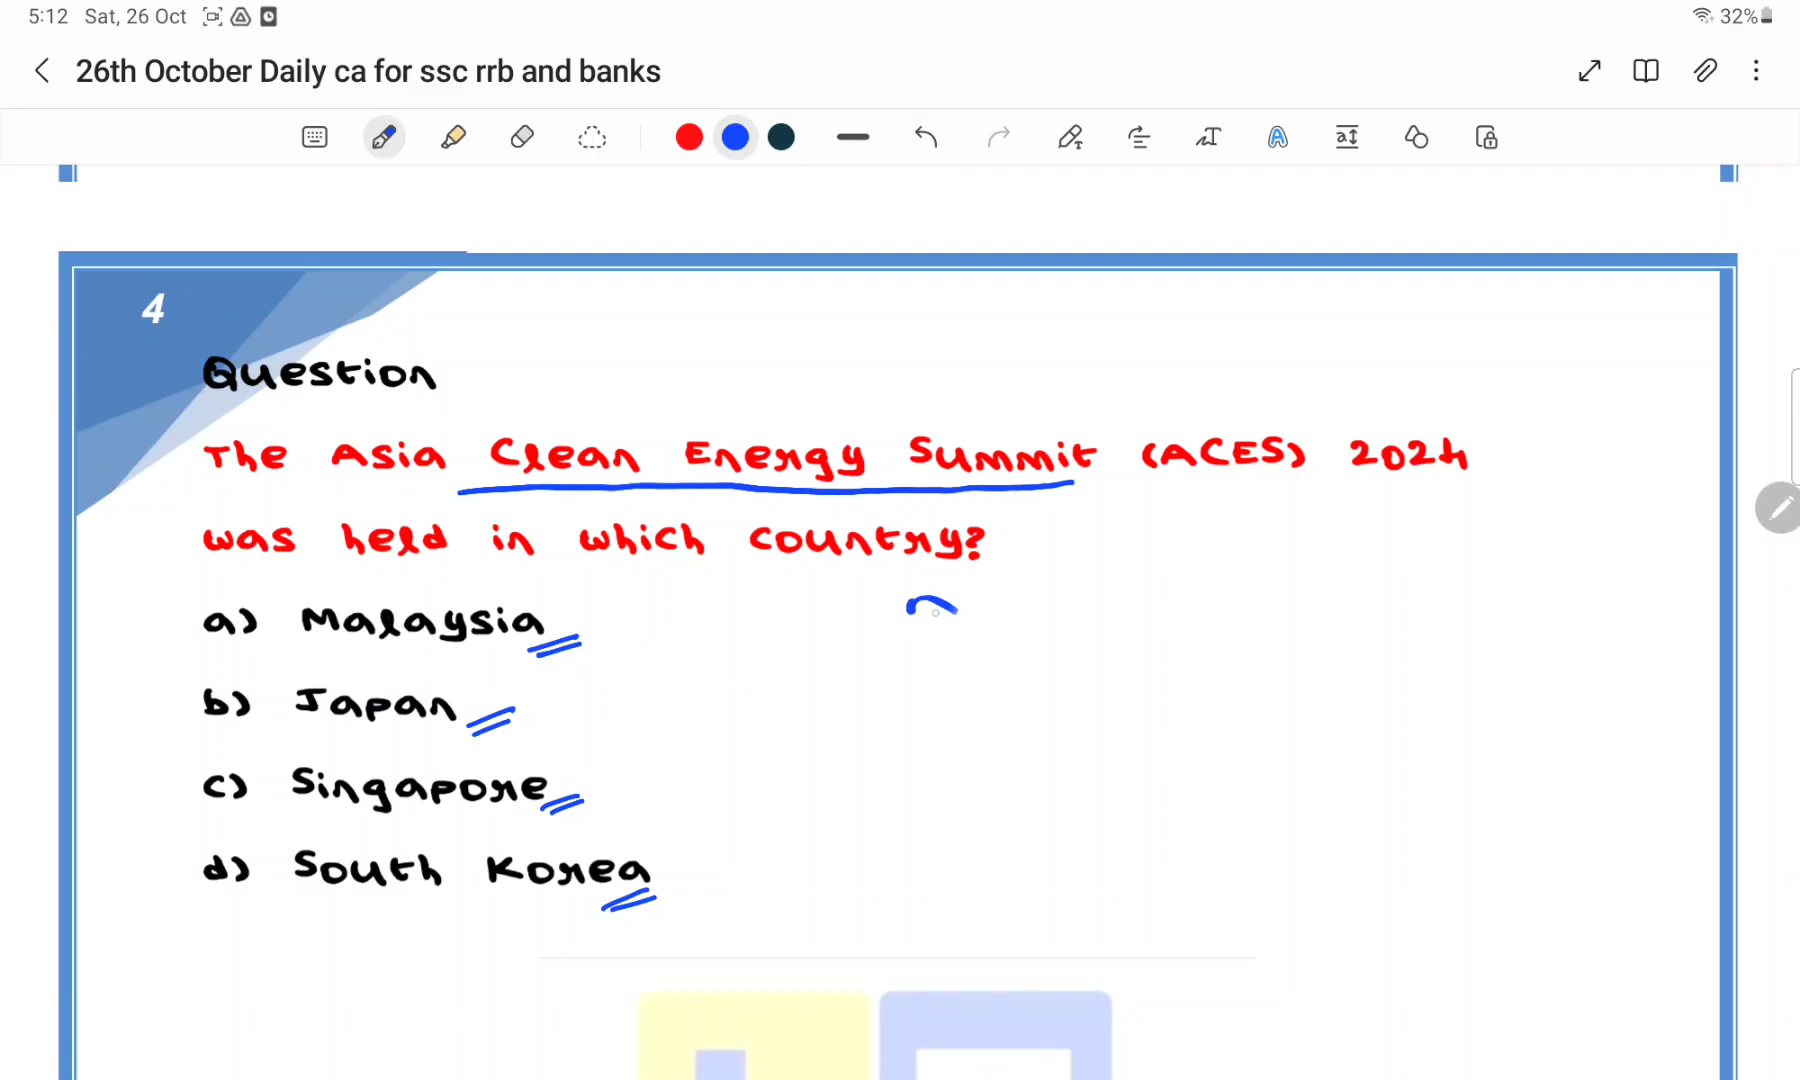 5:12 Sat, 26 Oct 32%
26th October Daily ca for ssc rrb and banks
4
Question
The Asia Clean Energy Summit (ACES) 2024
was held in which country?
a) Malaysia
b) Japan
c) Singapore
d) South Korea